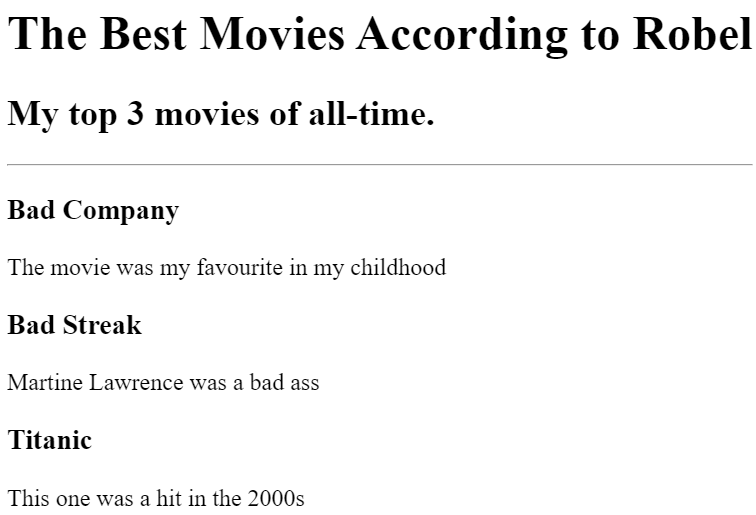 The Best Movies According to Robel
My top 3 movies of all-time.
Bad Company
The movie was my favourite in my childhood
Bad Streak
Martine Lawrence was a bad ass
Titanic
This one was a hit in the 2000s